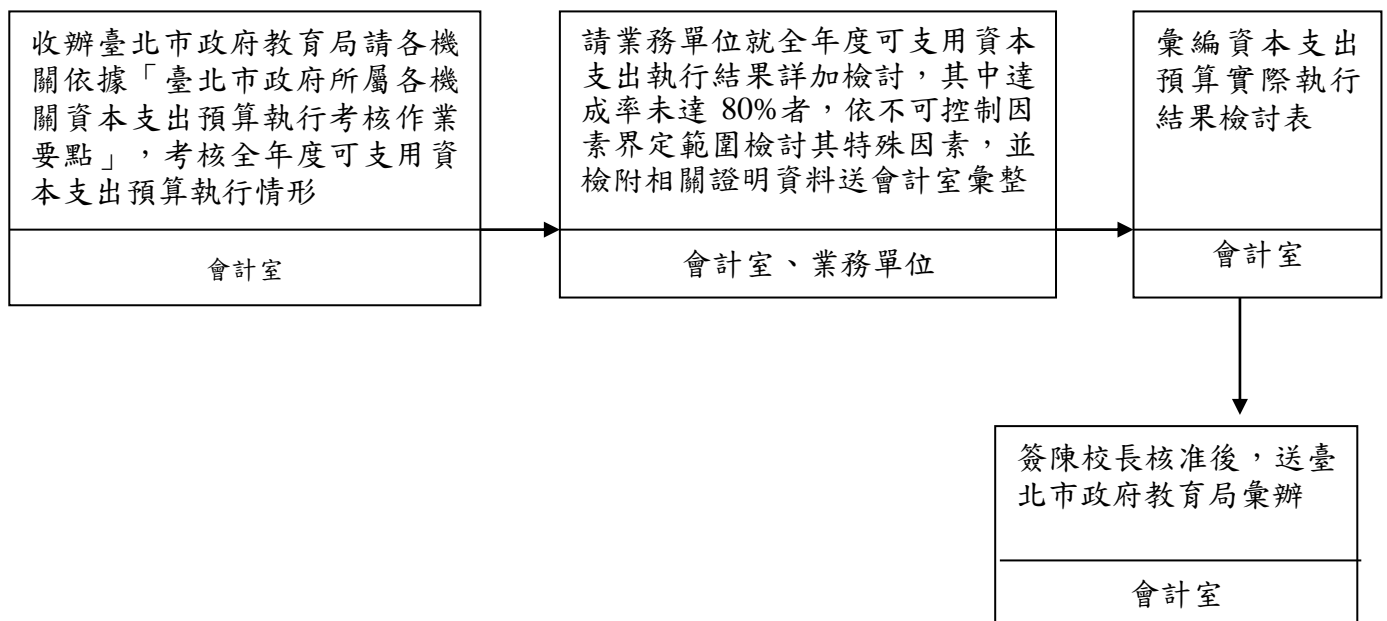 收辦臺北市政府教育局請各機
關依據「臺北市政府所屬各機
關資本支出預算執行考核作業
要點」，考核全年度可支用資
本支出預算執行情形
會計室
請業務單位就全年度可支用資本
支出執行結果詳加檢討，其中達
成率未達 80%者，依不可控制因
素界定範圍檢討其特殊因素，並
檢附相關證明資料送會計室彙整
會計室、業務單位
彙編資本支出
預算實際執行
結果檢討表
會計室
簽陳校長核准後，送臺
北市政府教育局彙辦
會計室